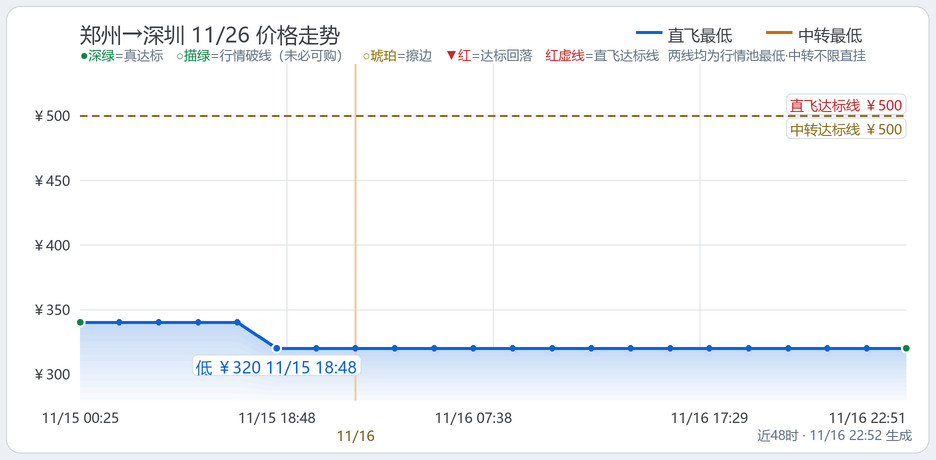 郑州→深圳 11/26 价格走势
直飞最低 中转最低
●深绿=真达标 ○描绿=行情破线（未必可购） ○琥珀=擦边 ▼红=达标回落 红虚线=直飞达标线 两线均为行情池最低·中转不限直挂
直飞达标线 ¥500
¥500
中转达标线 ¥500
¥450
¥400
¥350
低 ¥320 11/15 18:48
¥300
11/15 00:25 11/15 18:48 11/16 07:38 11/16 17:29 11/16 22:51
11/16
近48时 · 11/16 22:52 生成